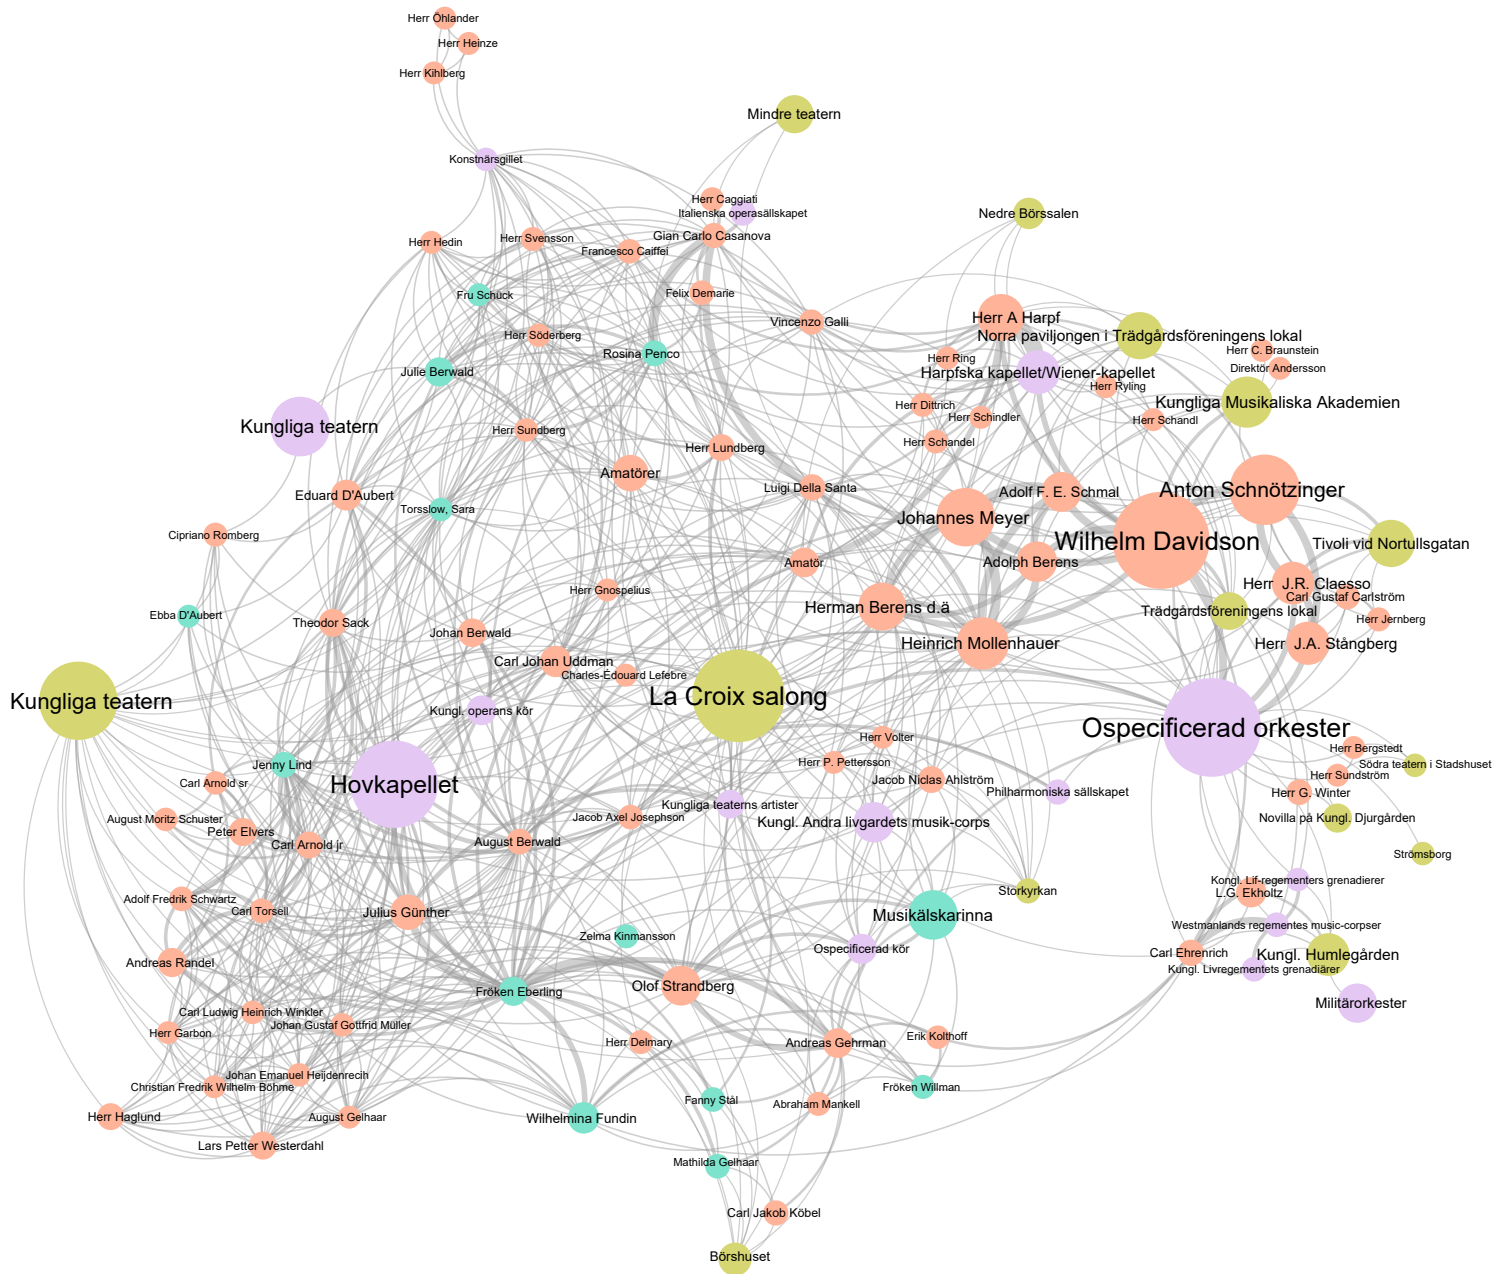 Herr Öhlander
Herr Heinze
Herr Kihlberg
Mindre teatern
Konstnärsgillet
Herr Caggiati
Italienska operasällskapet
Nedre Börssalen
Herr Hedin
Herr Svensson
Gian Carlo Casanova
Francesco Caiffei
Fru Schück
Felix Demarie
Vincenzo Galli
Herr A Harpf
Norra paviljongen i Trädgårdsföreningens lokal
Herr Söderberg
Rosina Penco
Herr Ring
Herr C. Braunstein
Julie Berwald
Harpfska kapellet/Wiener-kapellet
Direktör Andersson
Herr Ryling
Herr Dittrich
Kungliga Musikaliska Akademien
Kungliga teatern
Herr Sundberg
Herr Schindler
Herr Schandl
Herr Lundberg
Herr Schandel
Amatörer
Eduard D'Aubert
Luigi Della Santa
Adolf F. E. Schmal
Anton Schnötzinger
Torsslow, Sara
Johannes Meyer
Cipriano Romberg
Wilhelm Davidson
Tivoli vid Nortullsgatan
Amatör
Adolph Berens
Herr Gnospelius
Herr J.R. Claesso
Carl Gustaf Carlström
Ebba D'Aubert
Theodor Sack
Herman Berens d.ä
Trädgårdsföreningens lokal
Herr Jernberg
Johan Berwald
Heinrich Mollenhauer
Herr J.A. Stångberg
Carl Johan Uddman
Charles-Édouard Lefebre
Kungliga teatern
La Croix salong
Kungl. operans kör
Ospecificerad orkester
Herr Volter
Herr Bergstedt
Jenny Lind
Herr P. Pettersson
Södra teatern i Stadshuset
Carl Arnold sr
Hovkapellet
Jacob Niclas Ahlström
Herr Sundström
Philharmoniska sällskapet
Herr G. Winter
Kungliga teaterns artister
August Moritz Schuster
Jacob Axel Josephson
Kungl. Andra livgardets musik-corps
Novilla på Kungl. Djurgården
Peter Elvers
Carl Arnold jr
August Berwald
Strömsborg
Kongl. Lif-regementers grenadierer
Storkyrkan
L.G. Ekholtz
Adolf Fredrik Schwartz
Carl Torsell
Julius Günther
Musikälskarinna
Westmanlands regementes music-corpser
Zelma Kinmansson
Ospecificerad kör
Carl Ehrenrich
Kungl. Humlegården
Andreas Randel
Kungl. Livregementets grenadiärer
Fröken Eberling
Olof Strandberg
Militärorkester
Carl Ludwig Heinrich Winkler
Johan Gustaf Gottfrid Müller
Herr Garbon
Herr Delmary
Andreas Gehrman
Erik Kolthoff
Johan Emanuel Heijdenrecih
Christian Fredrik Wilhelm Böhme
Fröken Willman
Fanny Stål
Abraham Mankell
Herr Haglund
August Gelhaar
Wilhelmina Fundin
Lars Petter Westerdahl
Mathilda Gelhaar
Carl Jakob Köbel
Börshuset